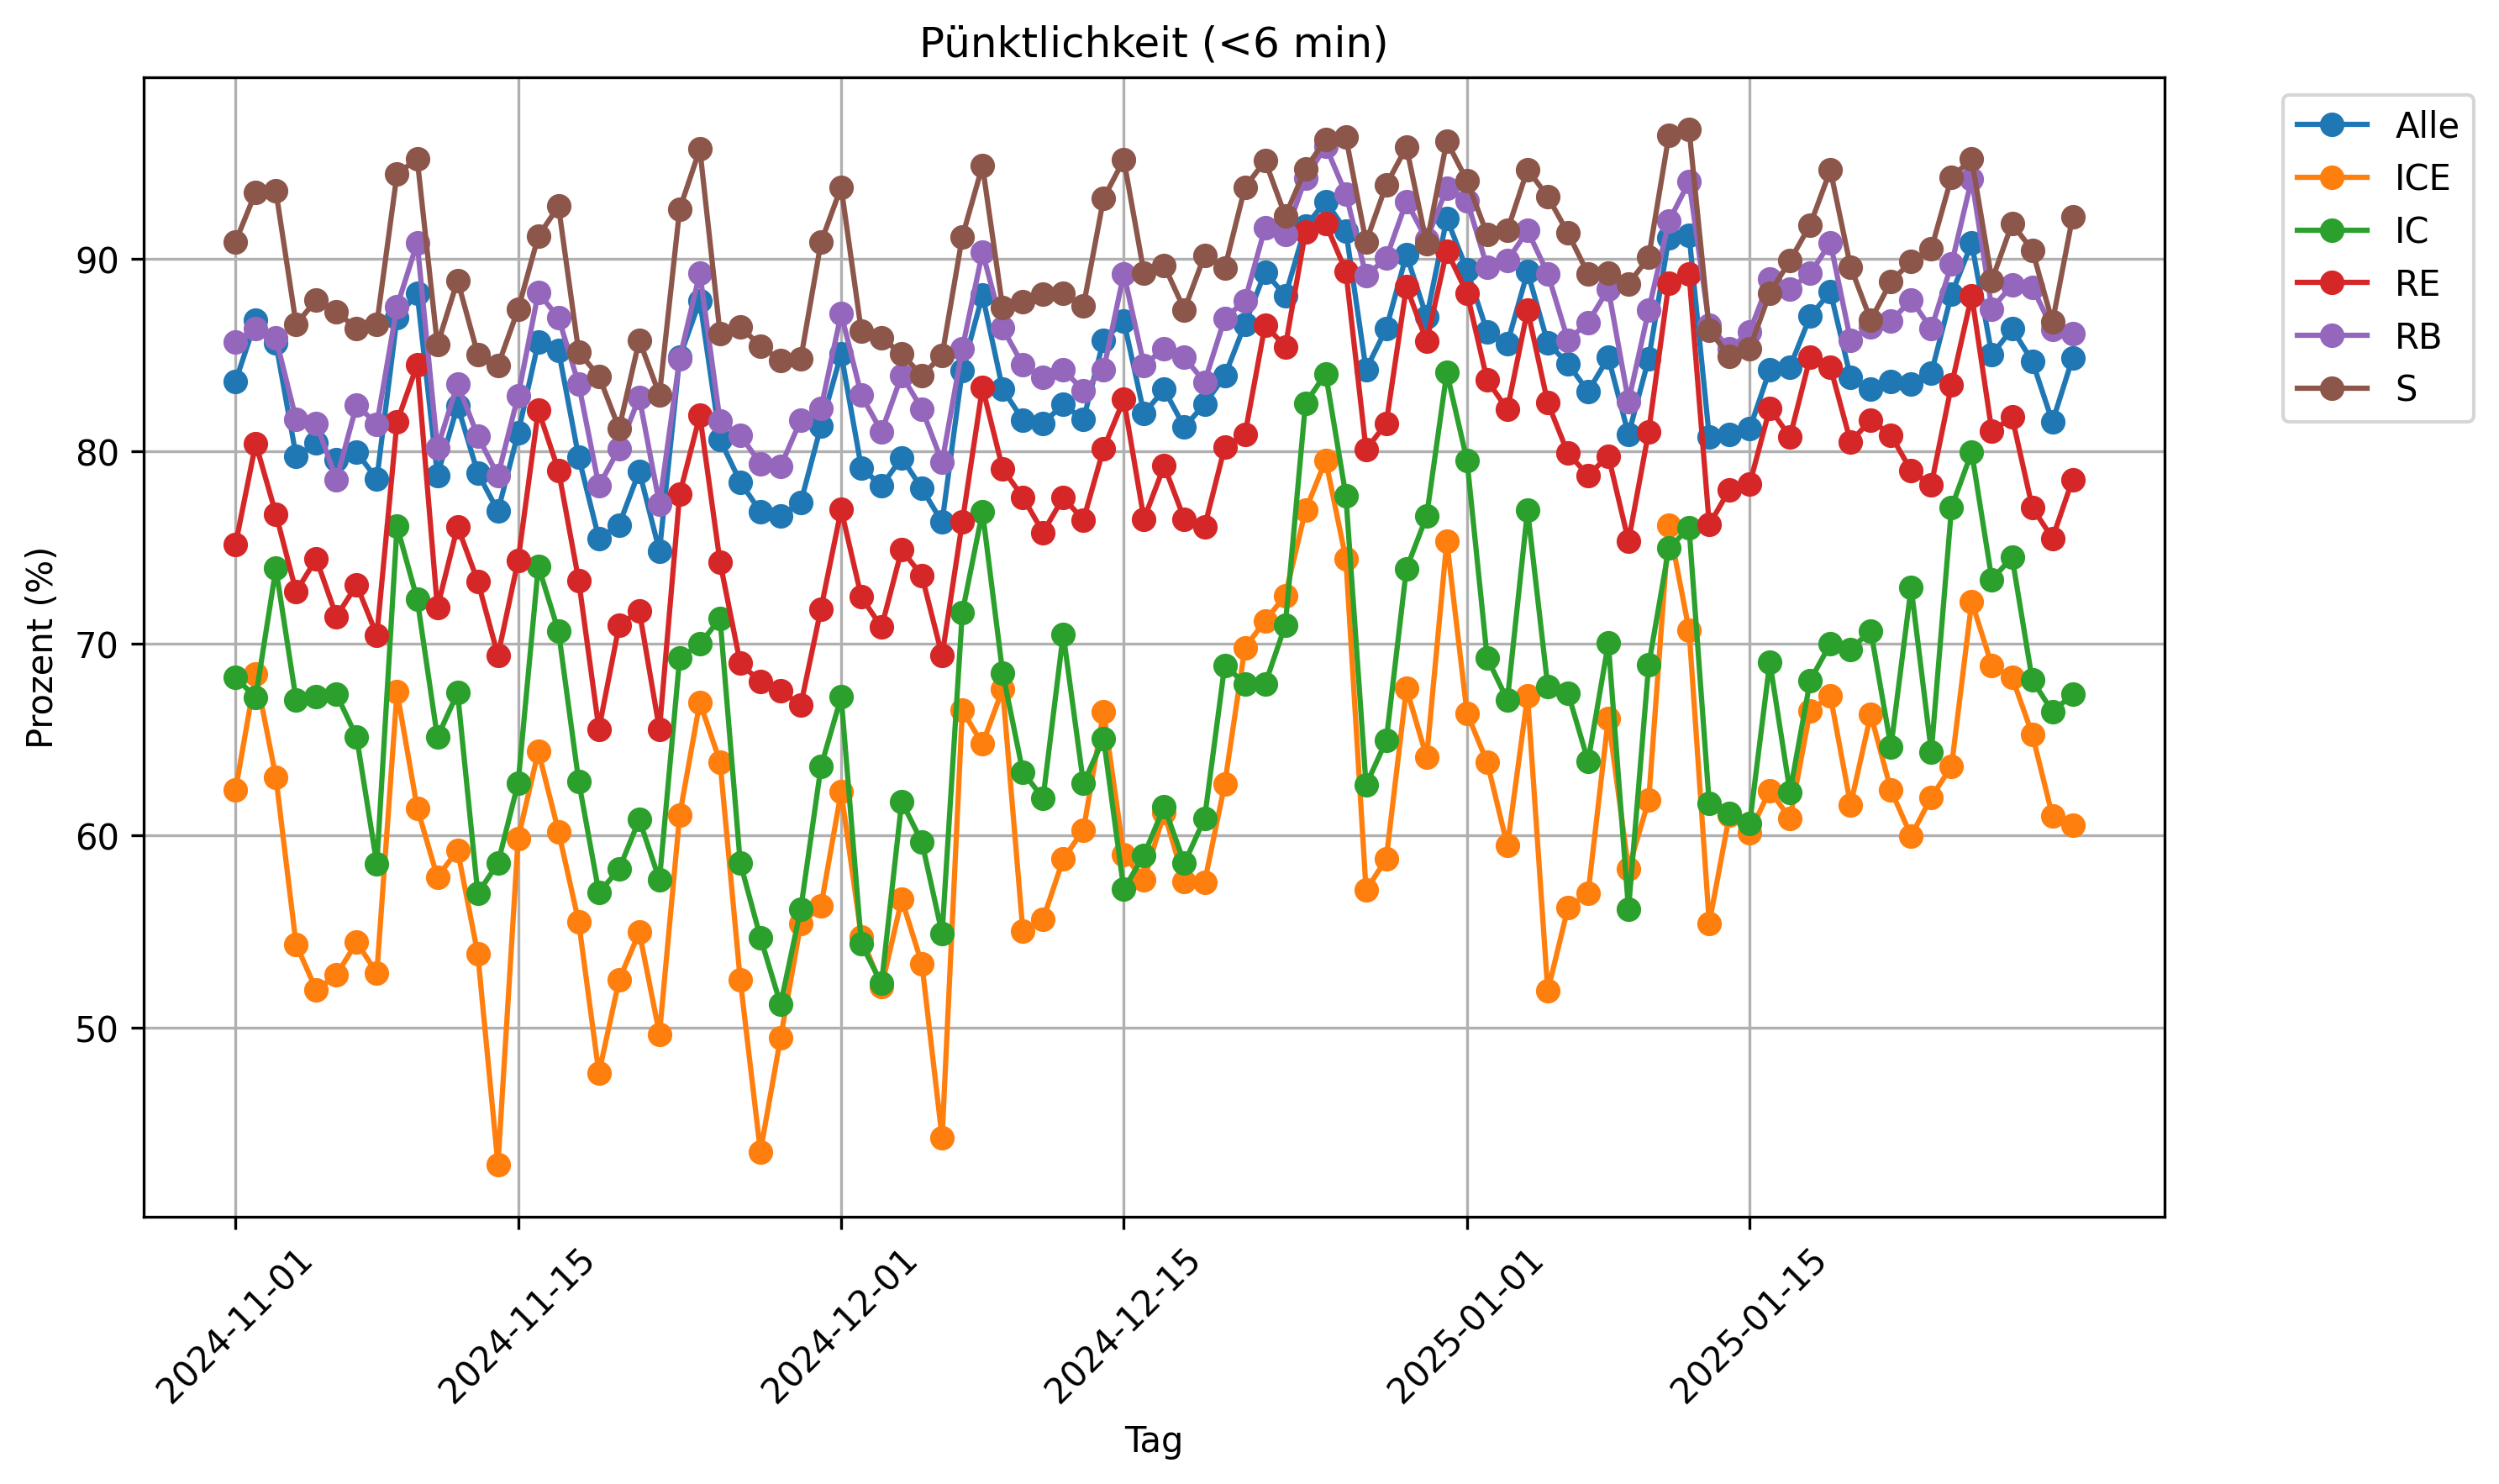 Pünktlichkeit (<6 min)
Prozent (%)
90
80
70
60
50
2024-11-01
2024-11-15
2024-12-01
2024-12-15
2025-01-01
2025-01-15
Tag
Alle
ICE
IC
RE
RB
S